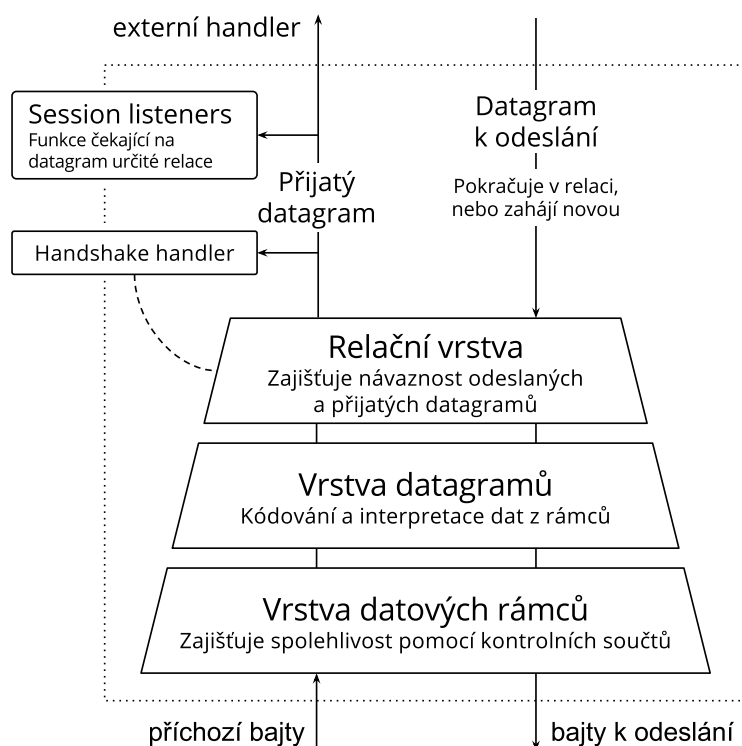 externí handler
Session listeners
Funkce čekající na
datagram určité relace
Datagram
k odeslání
Přijatý
datagram
Pokračuje v relaci,
nebo zahájí novou
Handshake handler
Relační vrstva
Zajišťuje návaznost odeslaných
a přijatých datagramů
Vrstva datagramů
Kódování a interpretace dat z rámců
Vrstva datových rámců
Zajišťuje spolehlivost pomocí kontrolních součtů
příchozí bajty
bajty k odeslání